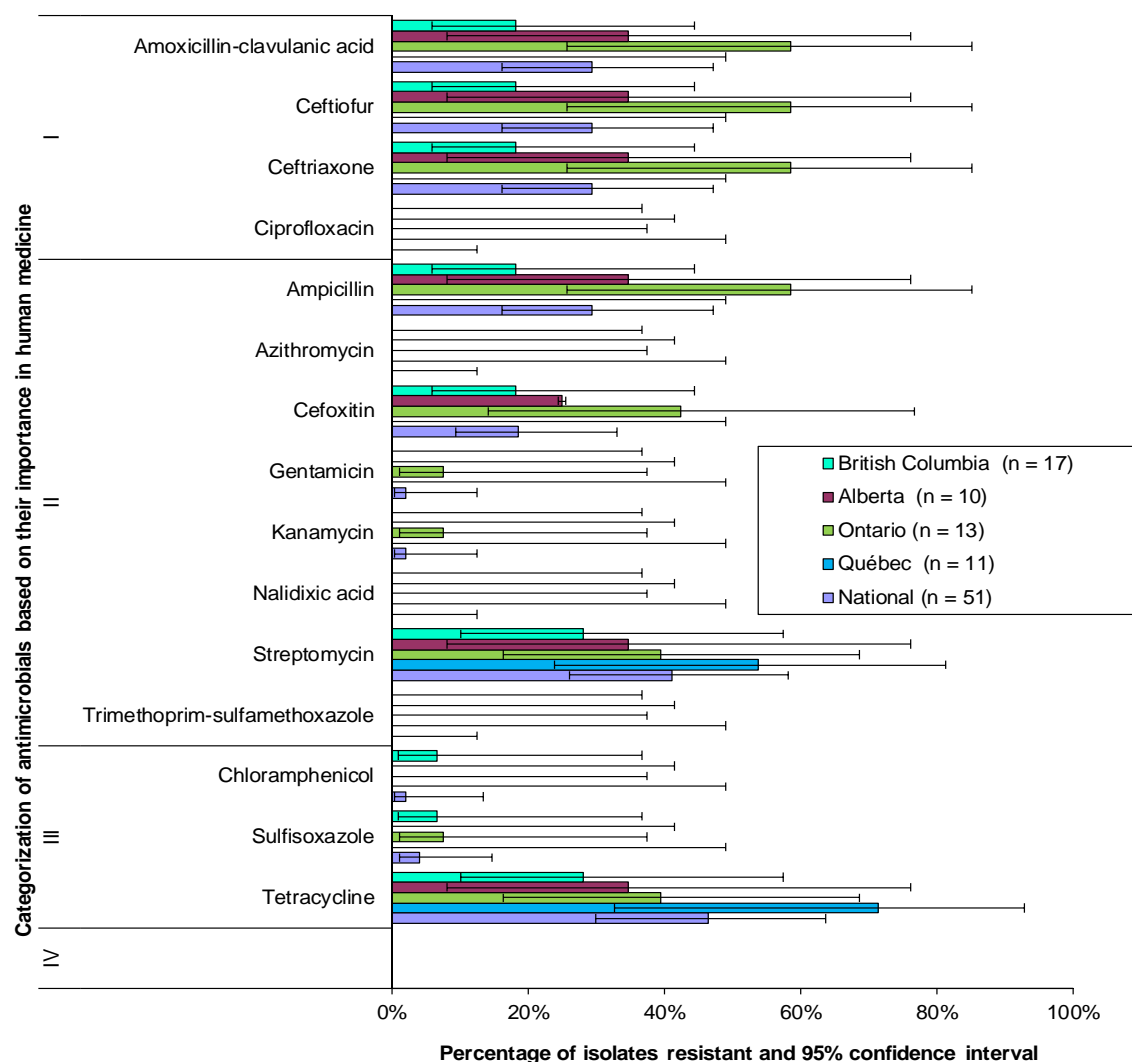 Categorization of antimicrobials based on their importance in human medicine
I
Amoxicillin-clavulanic acid
Ceftiofur
Ceftriaxone
Ciprofloxacin
II
Ampicillin
Azithromycin
Cefoxitin
Gentamicin
Kanamycin
Nalidixic acid
Streptomycin
Trimethoprim-sulfamethoxazole
III
Chloramphenicol
Sulfisoxazole
Tetracycline
IV
British Columbia (n = 17)
Alberta (n = 10)
Ontario (n = 13)
Québec (n = 11)
National (n = 51)
0% 20% 40% 60% 80% 100%
Percentage of isolates resistant and 95% confidence interval